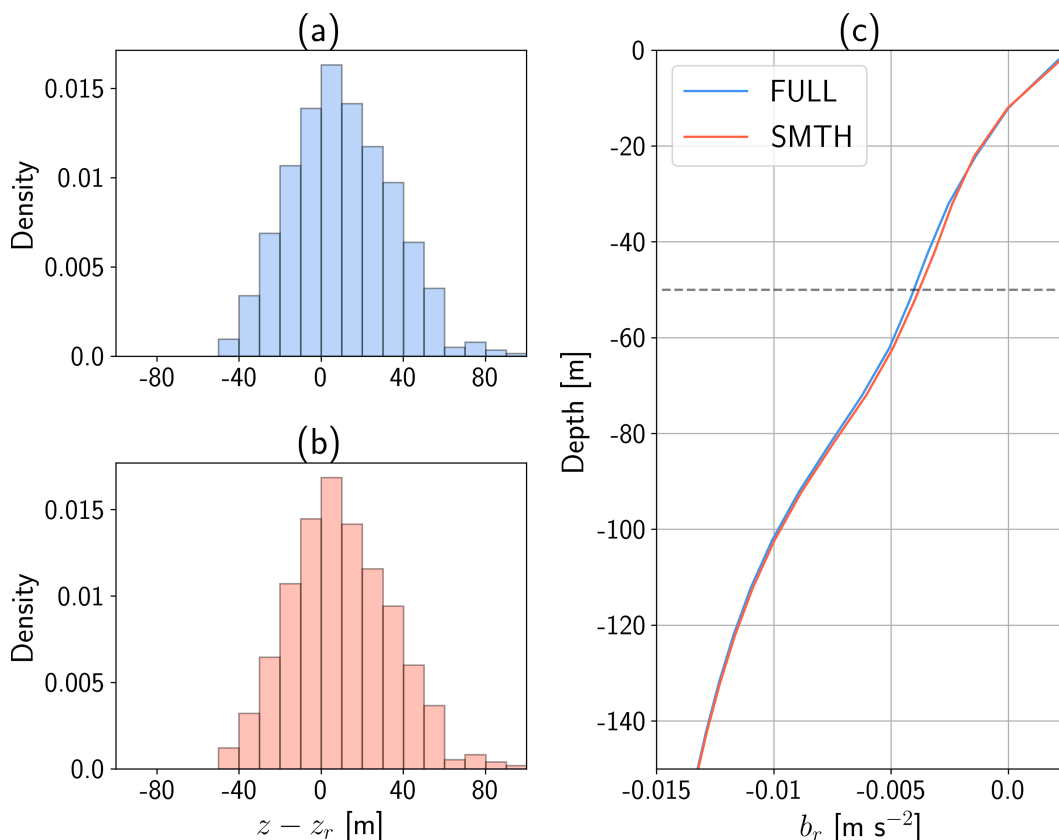 (a)
Density
0.015
0.01
0.005
0.0
-80 -40 0 40 80
(b)
Density
0.015
0.01
0.005
0.0
-80 -40 0 40 80
z − z_r [m]
(c)
FULL
SMTH
Depth [m]
0
-20
-40
-60
-80
-100
-120
-140
-0.015 -0.01 -0.005 0.0
b_r [m s⁻²]